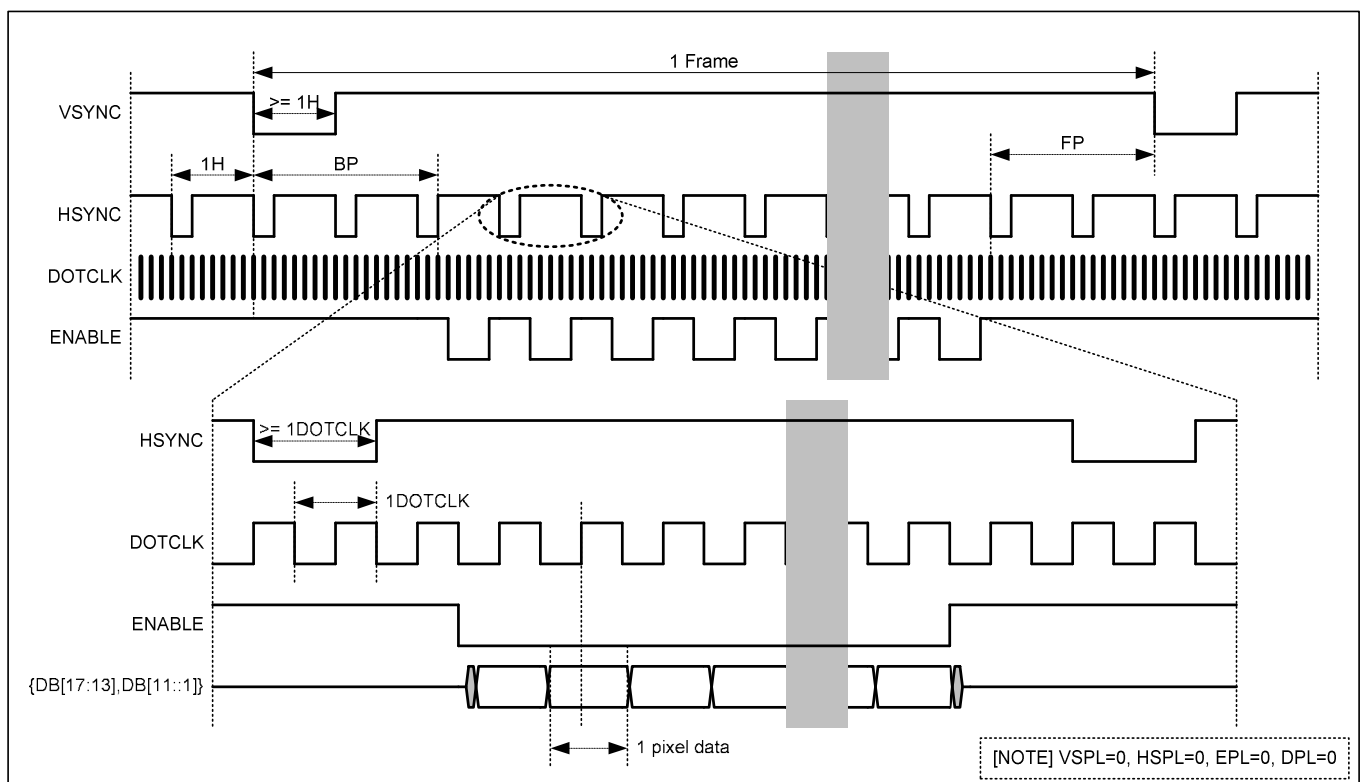 1 Frame
VSYNC
>= 1H
FP
1H
BP
HSYNC
DOTCLK
ENABLE
HSYNC
>= 1DOTCLK
1DOTCLK
DOTCLK
ENABLE
{DB[17:13],DB[11::1]}
1 pixel data
[NOTE] VSPL=0, HSPL=0, EPL=0, DPL=0